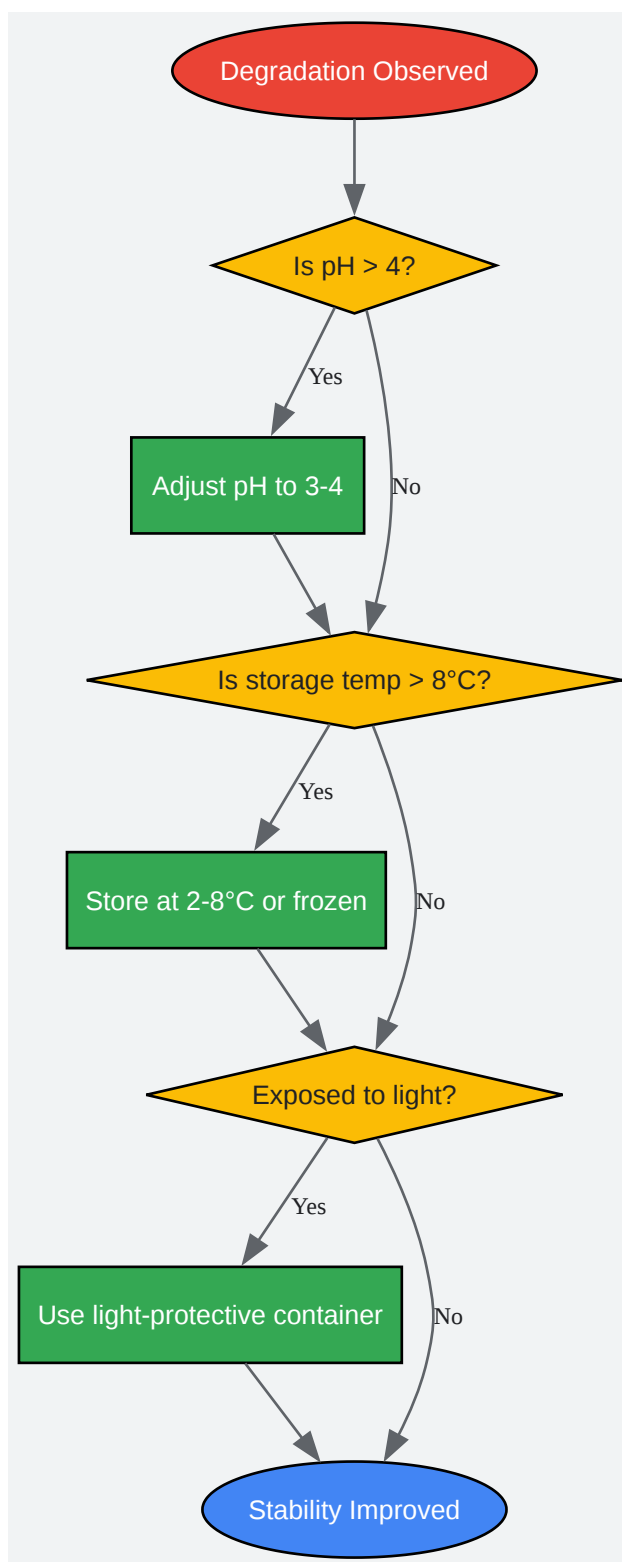 Degradation Observed
Is pH > 4?
Yes
Adjust pH to 3-4
No
Is storage temp > 8°C?
Yes
Store at 2-8°C or frozen
No
Exposed to light?
Yes
Use light-protective container
No
Stability Improved